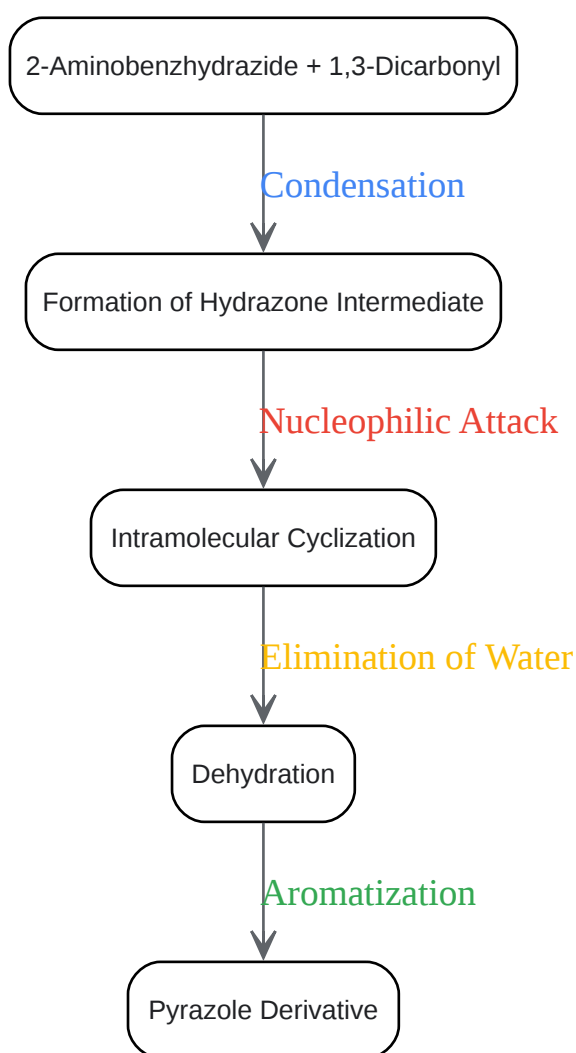 2-Aminobenzhydrazide + 1,3-Dicarbonyl
Condensation
Formation of Hydrazone Intermediate
Nucleophilic Attack
Intramolecular Cyclization
Elimination of Water
Dehydration
Aromatization
Pyrazole Derivative